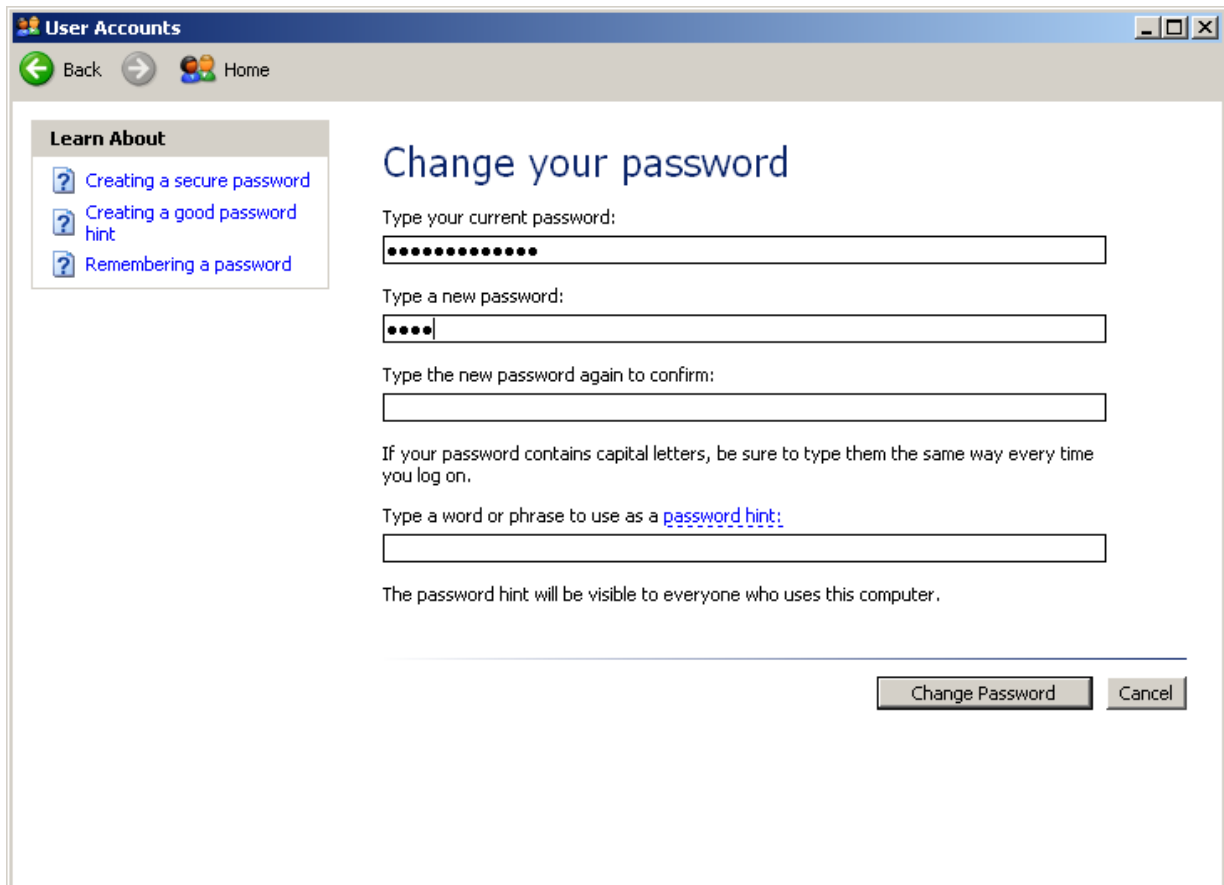 User Accounts
Back Home
Learn About
Creating a secure password
Creating a good password
hint
Remembering a password
Change your password
Type your current password:
•••••••••••••
Type a new password:
••••
Type the new password again to confirm:
If your password contains capital letters, be sure to type them the same way every time
you log on.
Type a word or phrase to use as a password hint:
The password hint will be visible to everyone who uses this computer.
Change Password Cancel